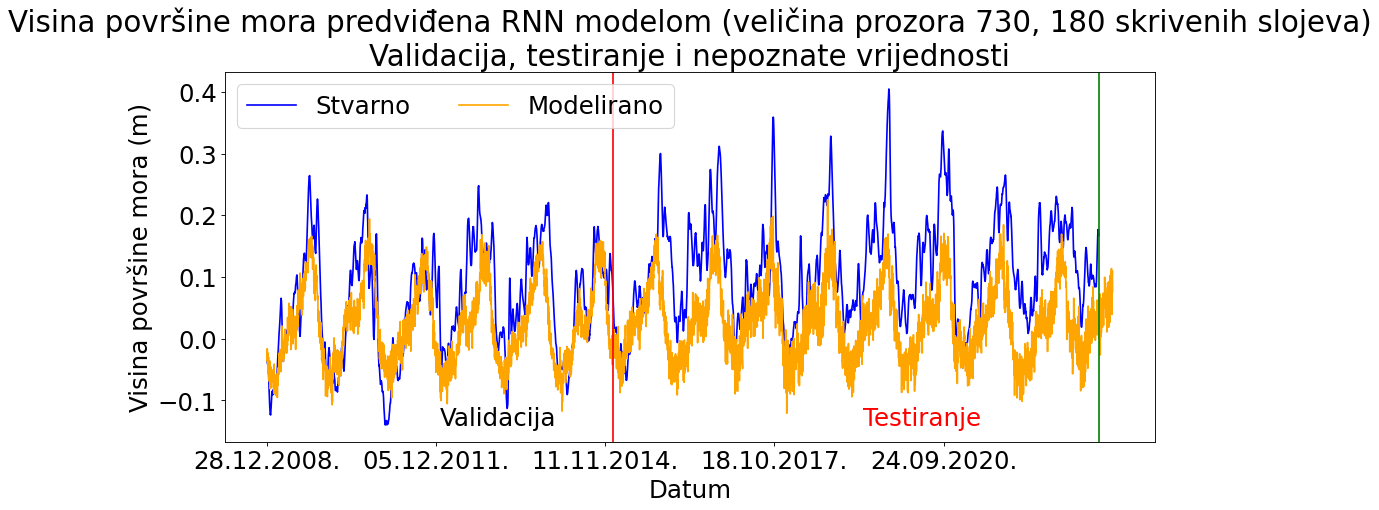 Visina površine mora predviđena RNN modelom (veličina prozora 730, 180 skrivenih slojeva)
Validacija, testiranje i nepoznate vrijednosti
Stvarno Modelirano
Visina površine mora (m)
0.4
0.3
0.2
0.1
0.0
−0.1
Validacija Testiranje
28.12.2008. 05.12.2011. 11.11.2014. 18.10.2017. 24.09.2020.
Datum